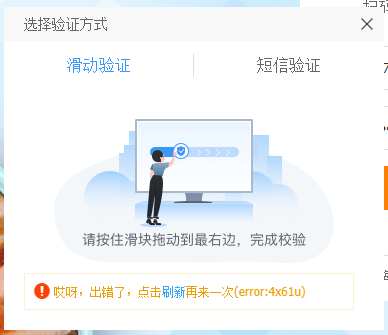 选择验证方式
滑动验证
短信验证
请按住滑块拖动到最右边，完成校验
哎呀，出错了，点击刷新再来一次(error:4x61u)